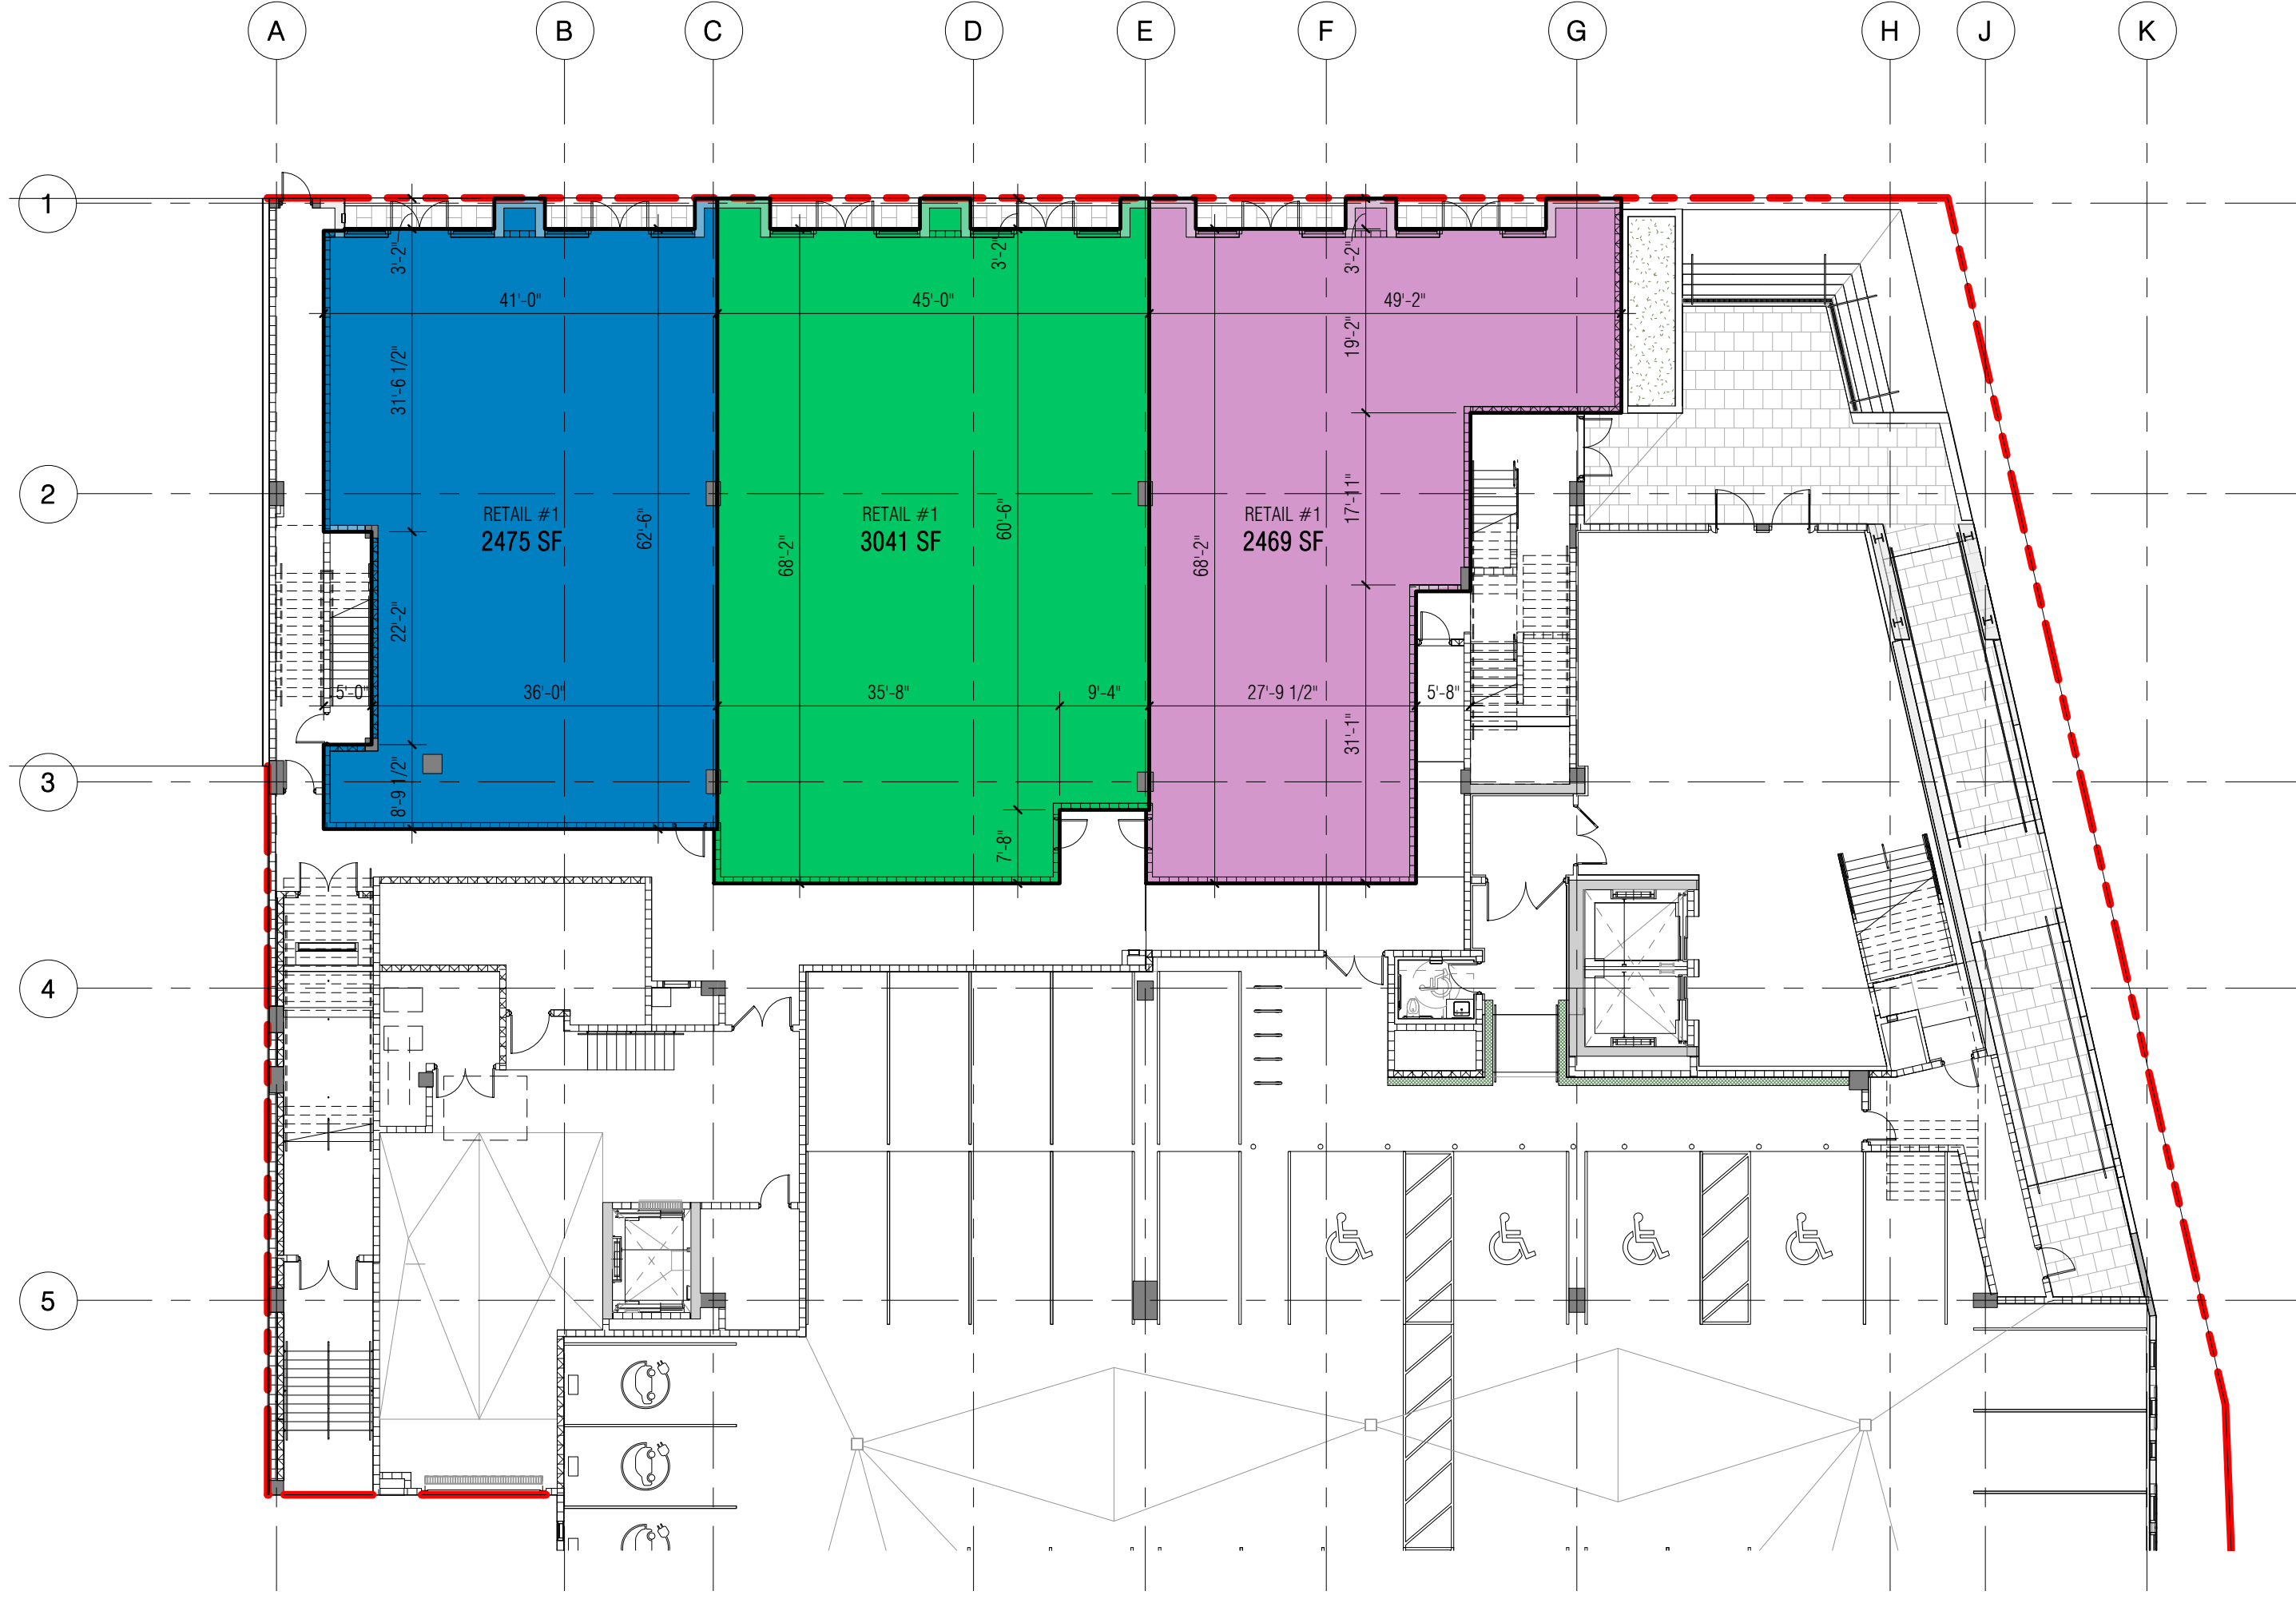 A B C D E F G H J K
1
3'-2" 3'-2" 3'-2"
41'-0" 45'-0" 49'-2"
31'-6 1/2" 19'-2"
2
RETAIL #1
2475 SF
62'-6"
RETAIL #1
3041 SF
68'-2"
60'-6"
RETAIL #1
2469 SF
68'-2"
17'-11"
22'-2"
5'-0" 36'-0" 35'-8" 9'-4" 27'-9 1/2" 5'-8"
31'-1"
3
8'-9 1/2"
7'-8"
4
5